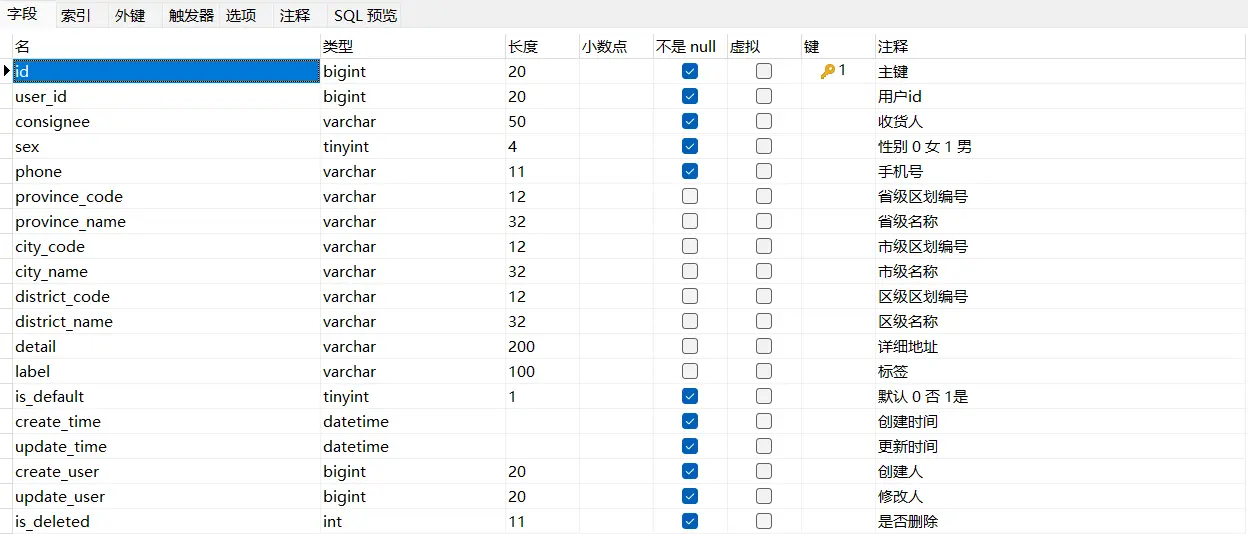 字段 索引 外键 触发器 选项 注释 SQL 预览
名 类型 长度 小数点 不是 null 虚拟 键 注释
id bigint 20 1 主键
user_id bigint 20 用户id
consignee varchar 50 收货人
sex tinyint 4 性别 0 女 1 男
phone varchar 11 手机号
province_code varchar 12 省级区划编号
province_name varchar 32 省级名称
city_code varchar 12 市级区划编号
city_name varchar 32 市级名称
district_code varchar 12 区级区划编号
district_name varchar 32 区级名称
detail varchar 200 详细地址
label varchar 100 标签
is_default tinyint 1 默认 0 否 1是
create_time datetime 创建时间
update_time datetime 更新时间
create_user bigint 20 创建人
update_user bigint 20 修改人
is_deleted int 11 是否删除